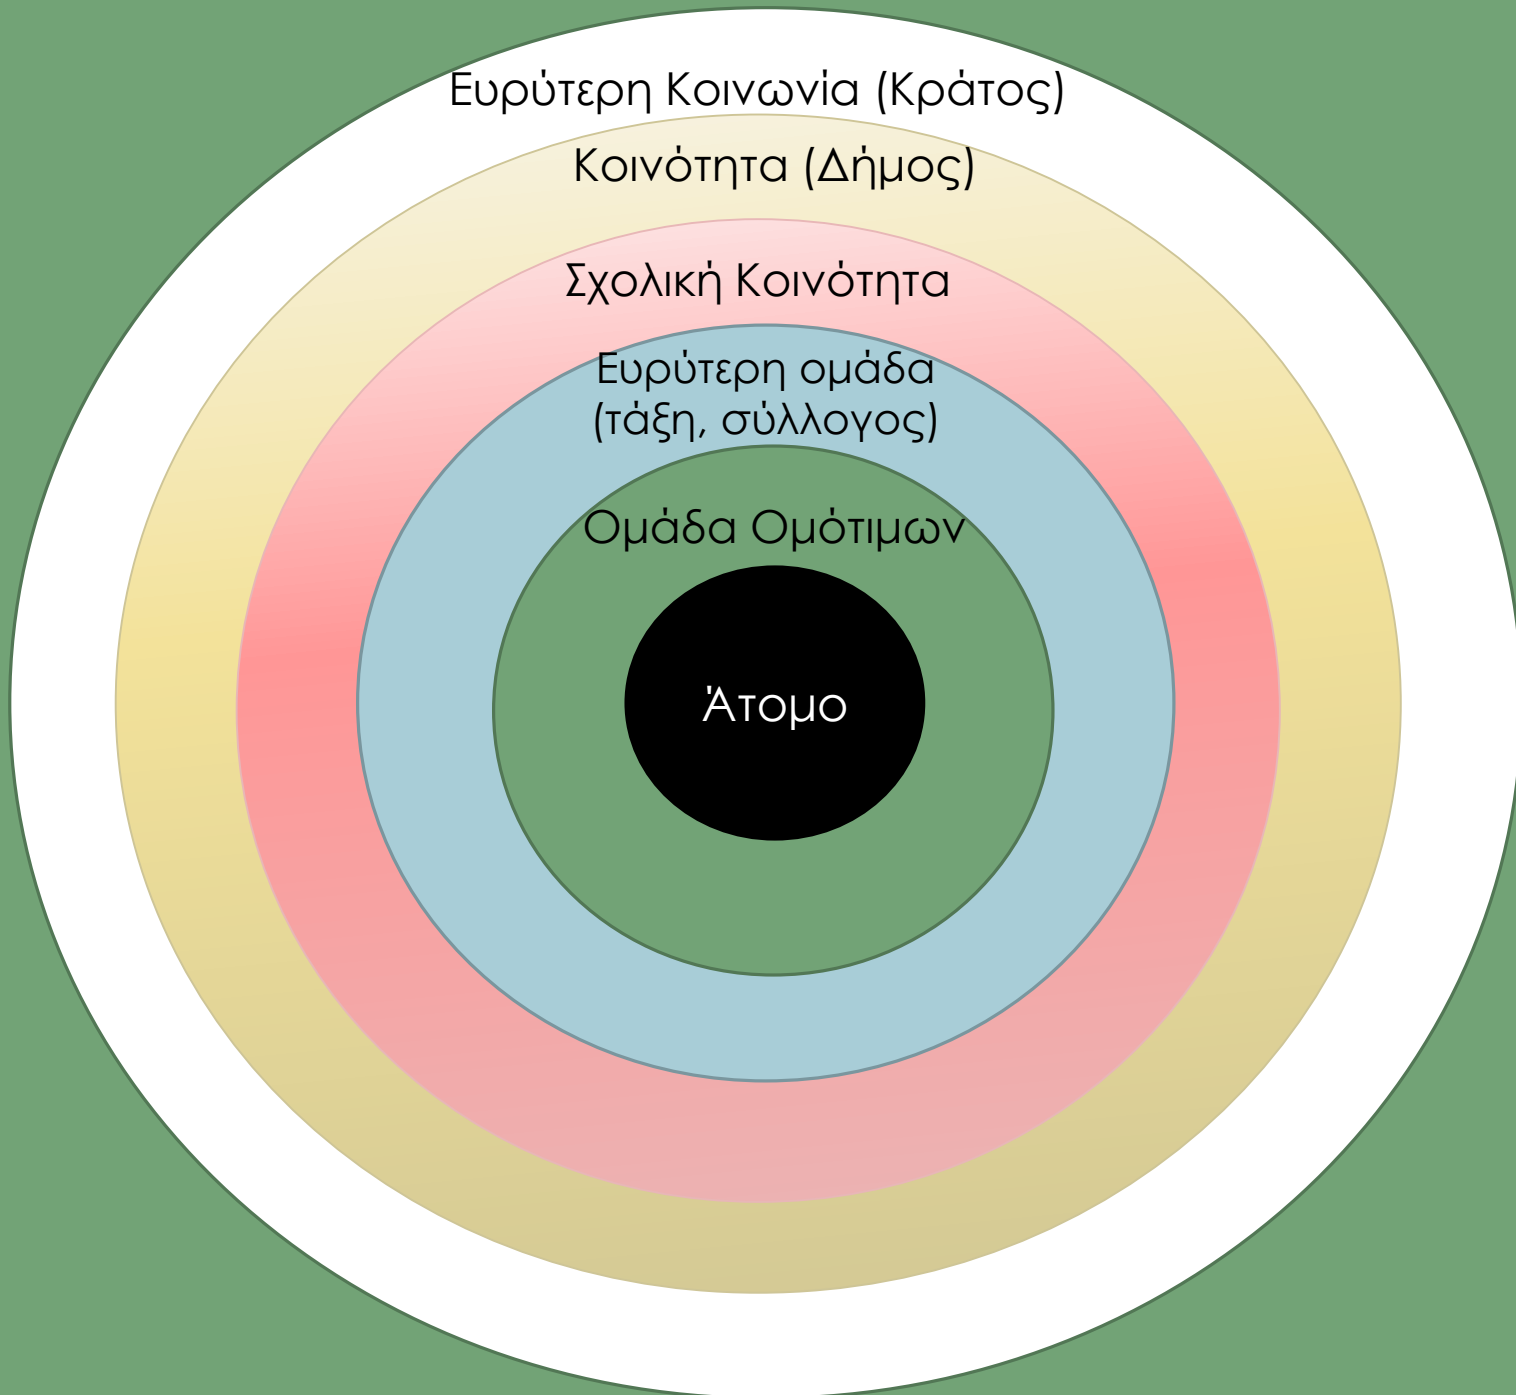 Ευρύτερη Κοινωνία (Κράτος)
Κοινότητα (Δήμος)
Σχολική Κοινότητα
Ευρύτερη ομάδα
(τάξη, σύλλογος)
Ομάδα Ομότιμων
Άτομο